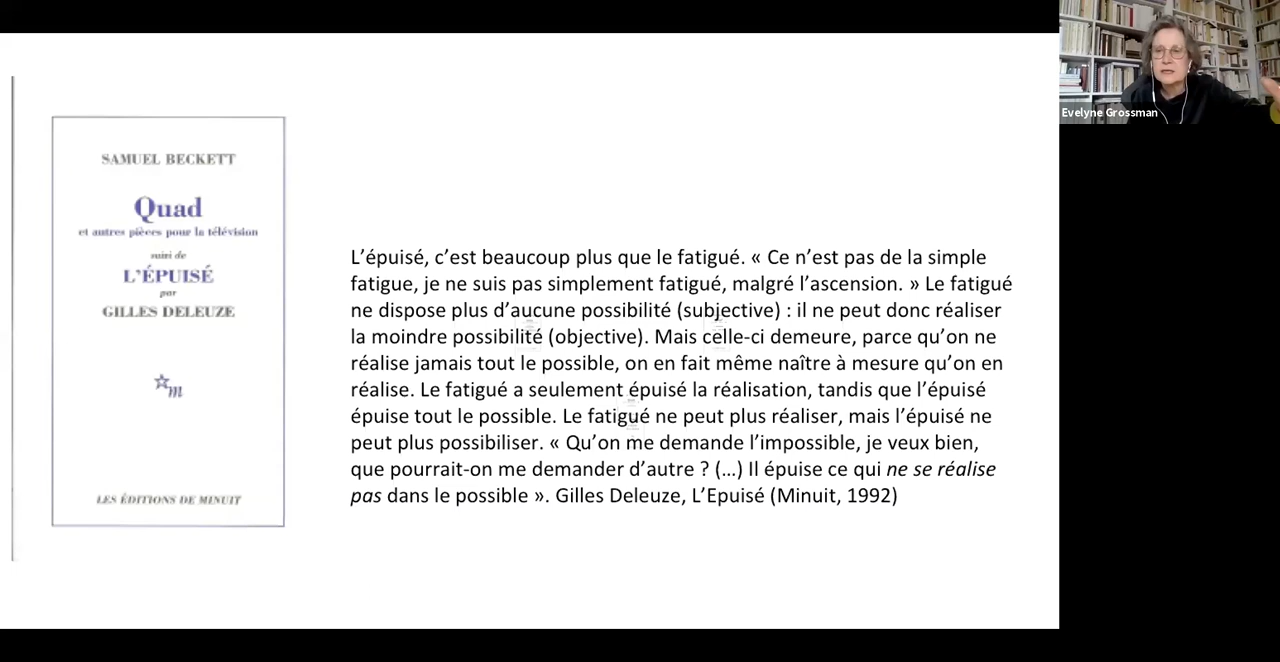 SAMUEL BECKETT
Quad
et autres pièces pour la télévision
suivi de
L'ÉPUISÉ
par
GILLES DELEUZE
m
LES ÉDITIONS DE MINUIT
L'épuisé, c'est beaucoup plus que le fatigué. « Ce n'est pas de la simple
fatigue, je ne suis pas simplement fatigué, malgré l'ascension. » Le fatigué
ne dispose plus d'aucune possibilité (subjective) : il ne peut donc réaliser
la moindre possibilité (objective). Mais celle-ci demeure, parce qu'on ne
réalise jamais tout le possible, on en fait même naître à mesure qu'on en
réalise. Le fatigué a seulement épuisé la réalisation, tandis que l'épuisé
épuise tout le possible. Le fatigué ne peut plus réaliser, mais l'épuisé ne
peut plus possibiliser. « Qu'on me demande l'impossible, je veux bien,
que pourrait-on me demander d'autre ? (…) Il épuise ce qui ne se réalise
pas dans le possible ». Gilles Deleuze, L'Epuisé (Minuit, 1992)
Evelyne Grossman